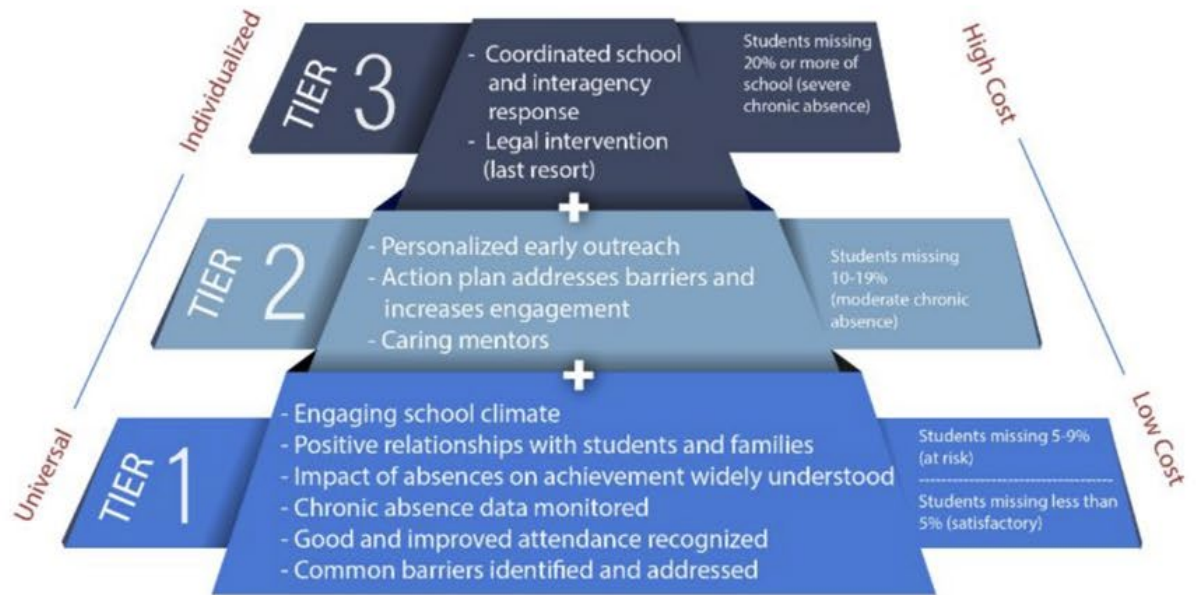 Individualized
Universal
TIER 3
- Coordinated school
and interagency
response
- Legal intervention
(last resort)
Students missing
20% or more of
school (severe
chronic absence)
High Cost
Low Cost
+
TIER 2
- Personalized early outreach
- Action plan addresses barriers and
increases engagement
- Caring mentors
Students missing
10-19%
(moderate chronic
absence)
+
TIER 1
- Engaging school climate
- Positive relationships with students and families
- Impact of absences on achievement widely understood
- Chronic absence data monitored
- Good and improved attendance recognized
- Common barriers identified and addressed
Students missing 5-9%
(at risk)
Students missing less than
5% (satisfactory)